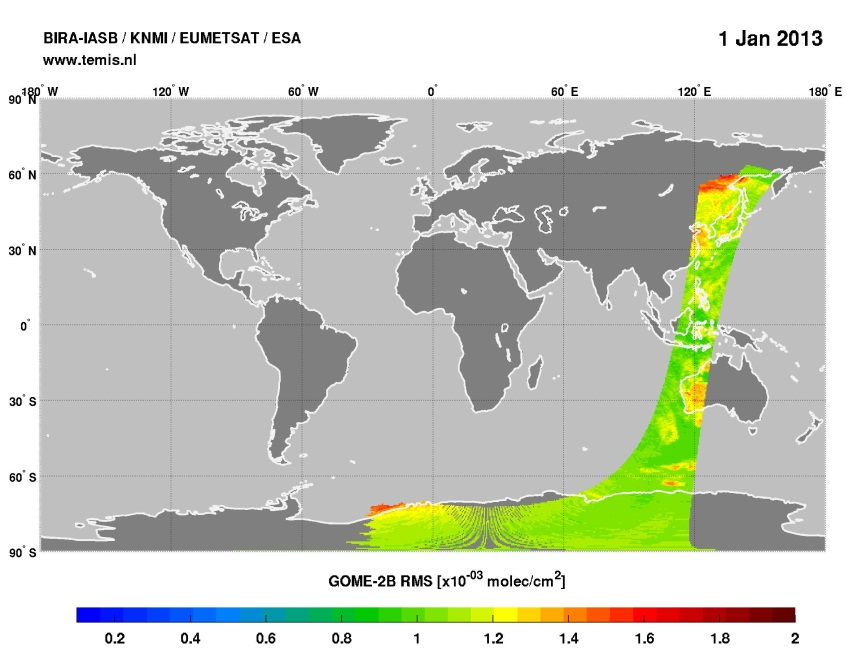 BIRA-IASB / KNMI / EUMETSAT / ESA
1 Jan 2013
www.temis.nl
180° W 120° W 60° W 0° 60° E 120° E 180° E
90° N
60° N
30° N
0°
30° S
60° S
90° S
GOME-2B RMS [x10⁻⁰³ molec/cm²]
0.2 0.4 0.6 0.8 1 1.2 1.4 1.6 1.8 2